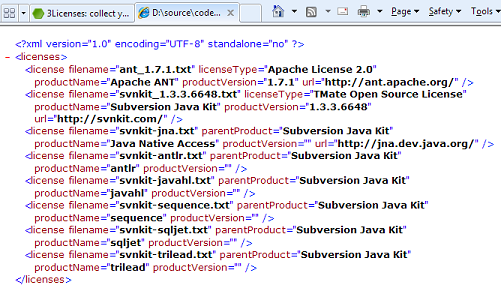 3Licenses: collect y...
D:\source\code...
Page
Safety
Tools
<?xml version="1.0" encoding="UTF-8" standalone="no" ?>
- <licenses>
<license filename="ant_1.7.1.txt" licenseType="Apache License 2.0"
productName="Apache ANT" productVersion="1.7.1" url="http://ant.apache.org/" />
<license filename="svnkit_1.3.3.6648.txt" licenseType="TMate Open Source License"
productName="Subversion Java Kit" productVersion="1.3.3.6648"
url="http://svnkit.com/" />
<license filename="svnkit-jna.txt" parentProduct="Subversion Java Kit"
productName="Java Native Access" productVersion="" url="http://jna.dev.java.org/" />
<license filename="svnkit-antlr.txt" parentProduct="Subversion Java Kit"
productName="antlr" productVersion="" />
<license filename="svnkit-javahl.txt" parentProduct="Subversion Java Kit"
productName="javahl" productVersion="" />
<license filename="svnkit-sequence.txt" parentProduct="Subversion Java Kit"
productName="sequence" productVersion="" />
<license filename="svnkit-sqljet.txt" parentProduct="Subversion Java Kit"
productName="sqljet" productVersion="" />
<license filename="svnkit-trilead.txt" parentProduct="Subversion Java Kit"
productName="trilead" productVersion="" />
</licenses>